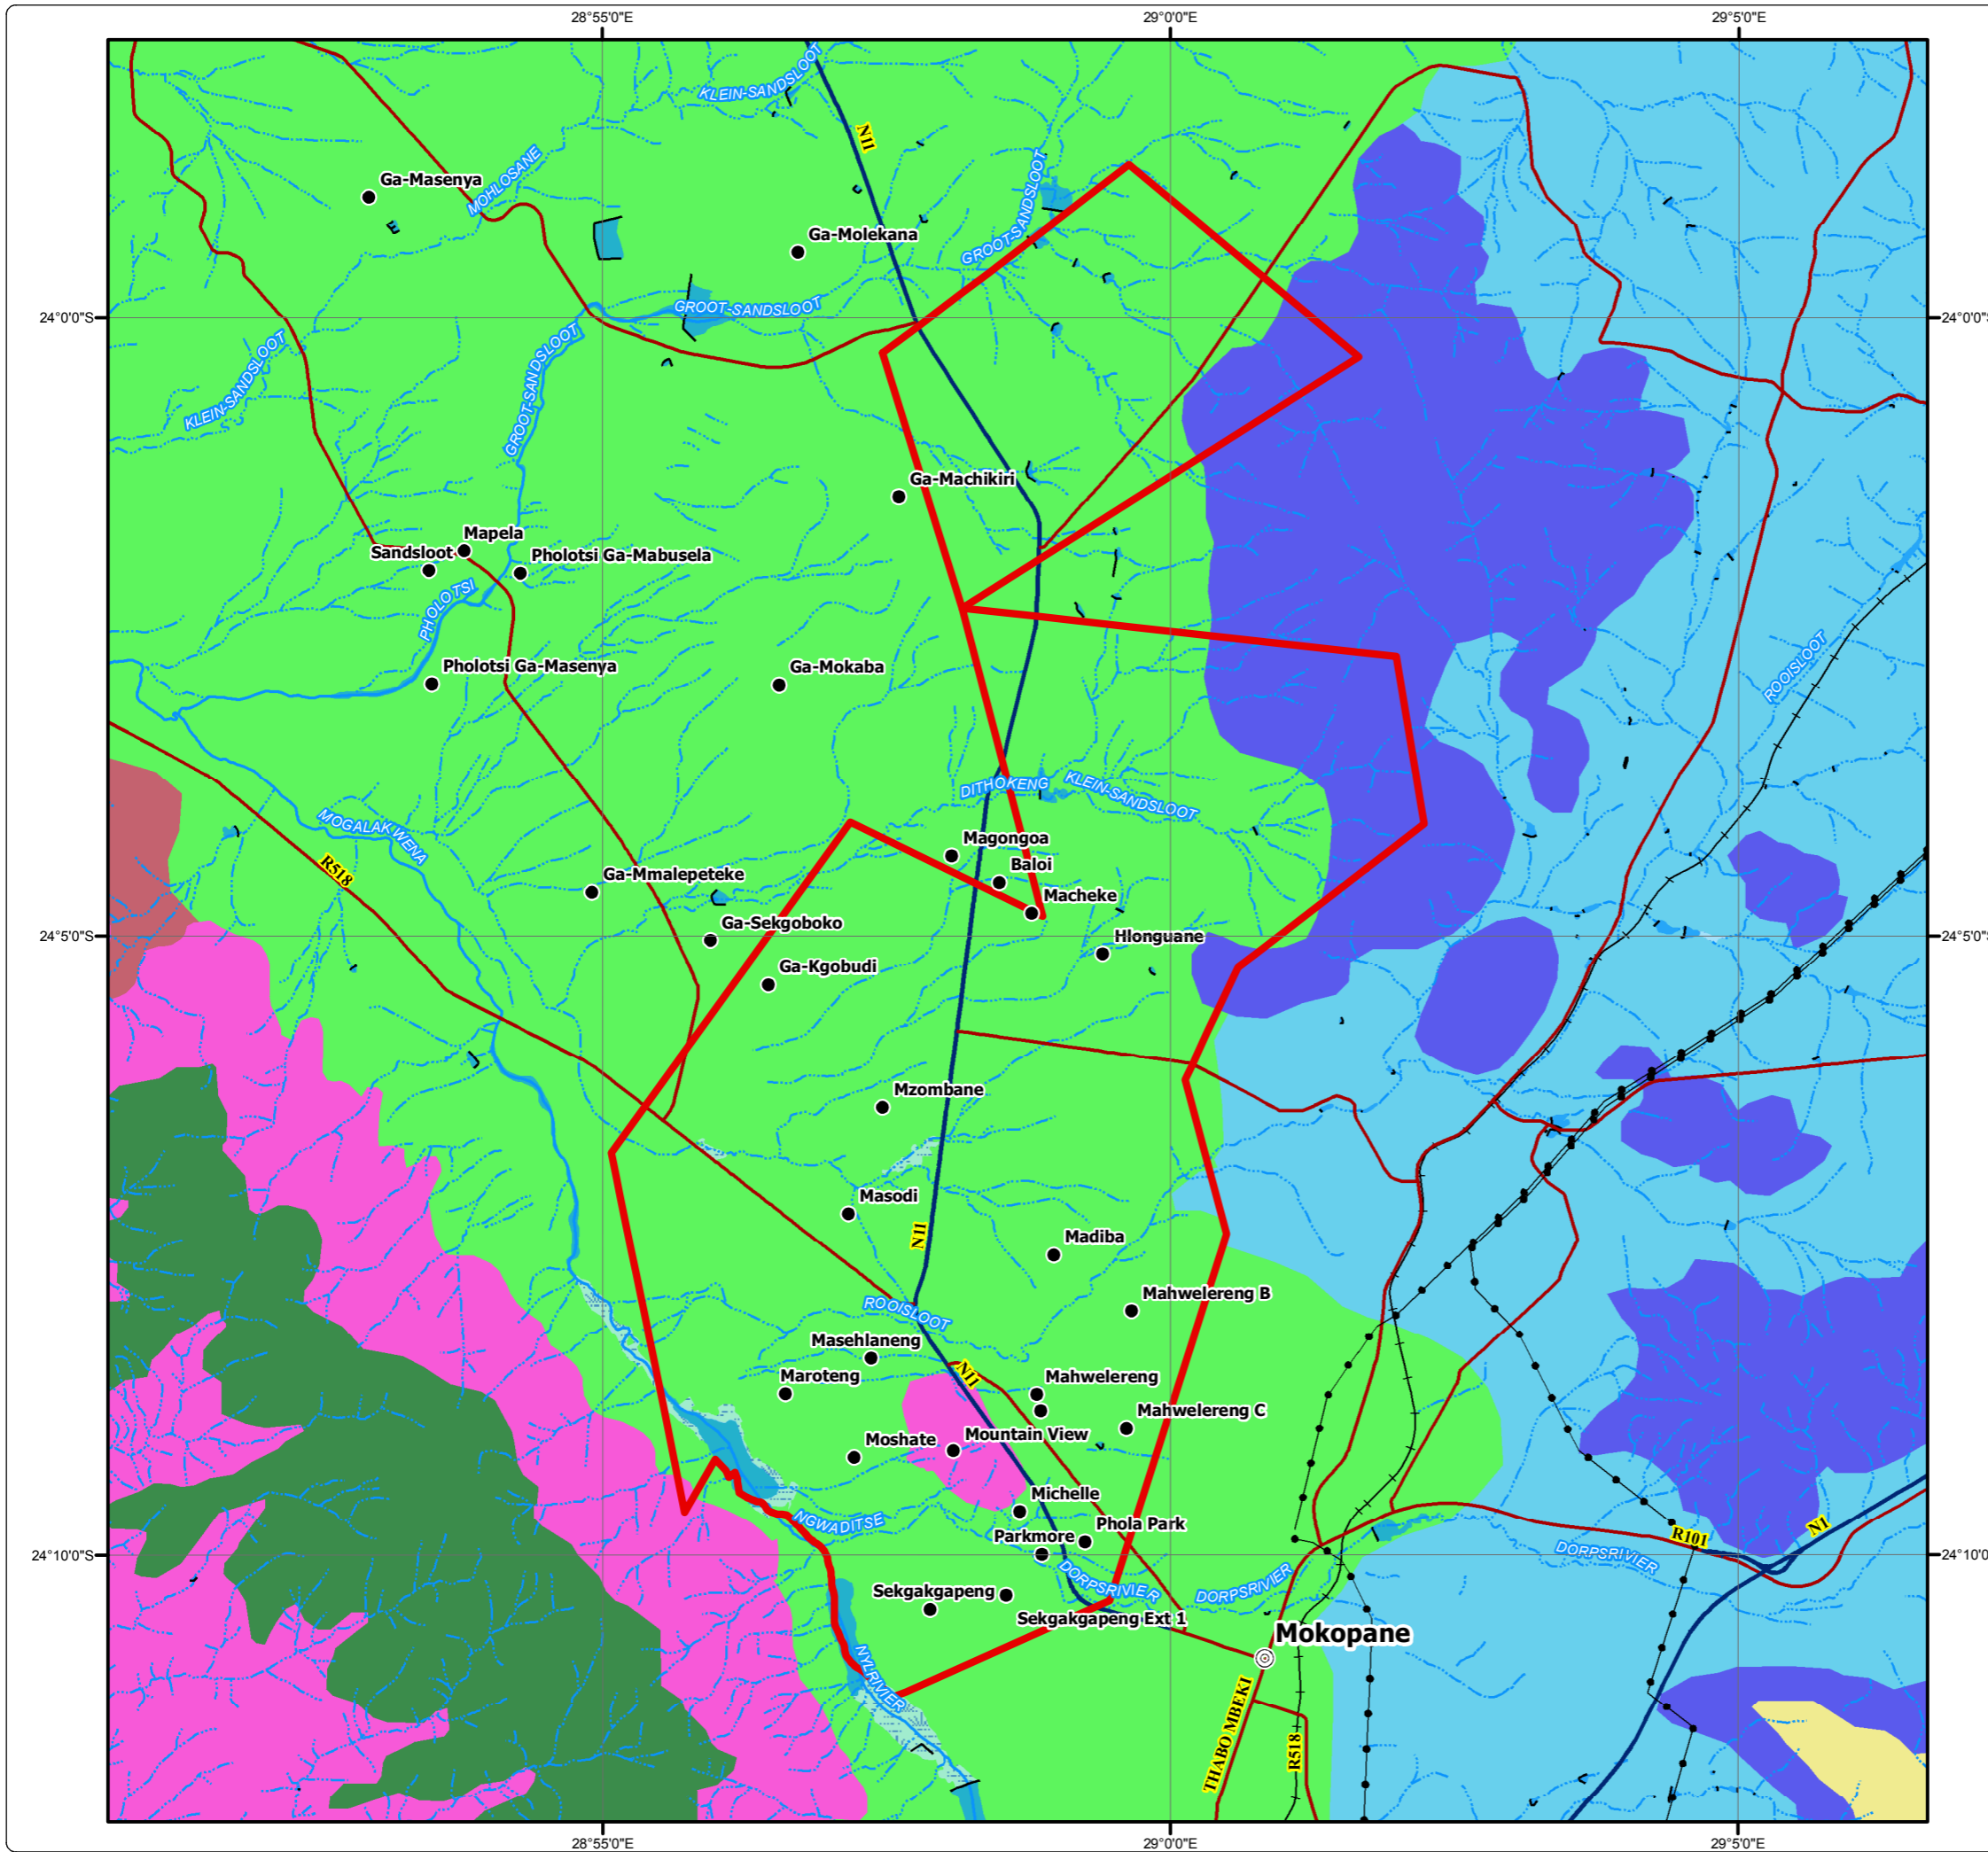 28°55'0"E
29°0'0"E
29°5'0"E
KLEIN-SANDSLOOT
N11
Ga-Masenya
MOHLOSANE
GROOT-SANDSLOOT
Ga-Molekana
24°0'0"S
GROOT-SANDSLOOT
KLEIN-SANDSLOOT
GROOT-SANDSLOOT
Ga-Machikiri
Mapela
Sandsloot
Pholotsi Ga-Mabusela
PHOLOTSI
Pholotsi Ga-Masenya
Ga-Mokaba
ROOISLOOT
DITHOKENG
KLEIN-SANDSLOOT
MOGALAKWENA
R518
Magongoa
Baloi
Ga-Mmalepeteke
Macheke
Ga-Sekgoboko
24°5'0"S
Hlonguane
Ga-Kgobudi
Mzombane
Masodi
N11
Madiba
ROOISLOOT
Mahwelereng B
Masehlaneng
N11
Maroteng
Mahwelereng
Mahwelereng C
Moshate
Mountain View
Michelle
NGWADITSE
Phola Park
Parkmore
R101
N1
24°10'0"S
24°10'0"
DORPSRIVIER
DORPSRIVIER
DORPSRIVIER
Sekgakgapeng
Sekgakgapeng Ext 1
Mokopane
NYLRIVIER
THABO MBEKI
R518
28°55'0"E
29°0'0"E
29°5'0"E